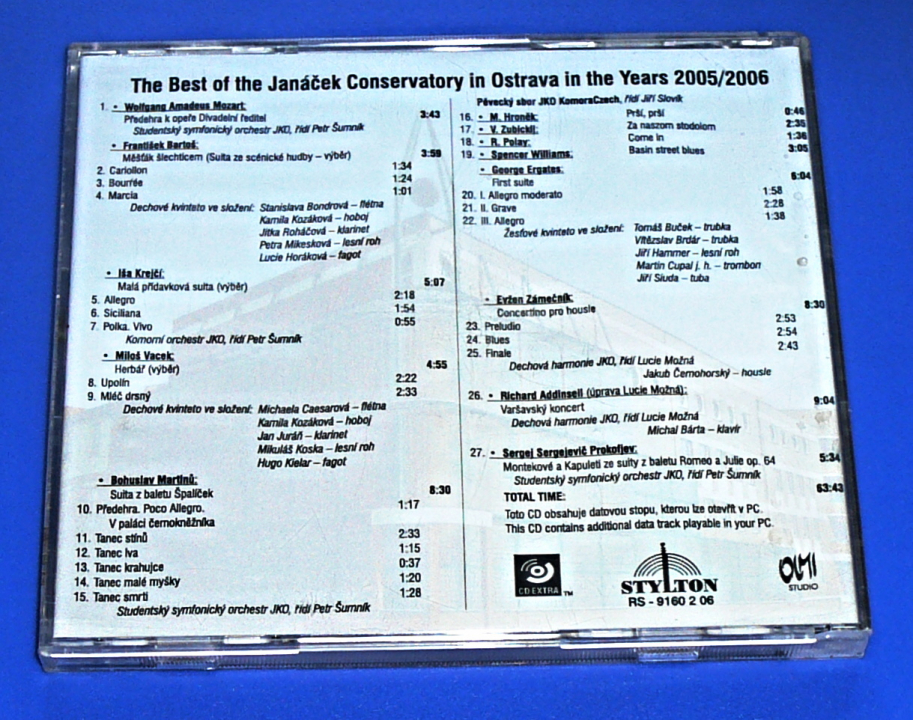 The Best of the Janáček Conservatory in Ostrava in the Years 2005/2006
1. • Wolfgang Amadeus Mozart:
Předehra k opeře Divadelní ředitel 3:43
Studentský symfonický orchestr JKO, řídí Petr Šumník
• František Bartoš:
Měšťák šlechticem (Suita ze scénické hudby – výběr) 3:59
2. Cariollon 1:34
3. Bourrée 1:24
4. Marcia 1:01
Dechové kvinteto ve složení: Stanislava Bondrová – flétna
Kamila Kozáková – hoboj
Jitka Roháčová – klarinet
Petra Mikesková – lesní roh
Lucie Horáková – fagot
• Iša Krejčí:
Malá přídavková suita (výběr) 5:07
5. Allegro 2:18
6. Siciliana 1:54
7. Polka. Vivo 0:55
Komorní orchestr JKO, řídí Petr Šumník
• Miloš Vacek:
Herbář (výběr) 4:55
8. Upolín 2:22
9. Mléč drsný 2:33
Dechové kvinteto ve složení: Michaela Caesarová – flétna
Kamila Kozáková – hoboj
Jan Juráň – klarinet
Mikuláš Koska – lesní roh
Hugo Kielar – fagot
• Bohuslav Martinů:
Suita z baletu Špalíček 8:30
10. Předehra. Poco Allegro. 1:17
V paláci černokněžníka
11. Tanec stínů 2:33
12. Tanec lva 1:15
13. Tanec krahujce 0:37
14. Tanec malé myšky 1:20
15. Tanec smrti 1:28
Studentský symfonický orchestr JKO, řídí Petr Šumník
Pěvecký sbor JKO KomoraCzech, řídí Jiří Slovík
16. • M. Hroněk: Prší, prší 0:46
17. • V. Zubickij: Za naszom stodolom 2:35
18. • R. Polay: Come in 1:36
19. • Spencer Williams: Basin street blues 3:05
• George Ergates:
First suite 6:04
20. I. Allegro moderato 1:58
21. II. Grave 2:28
22. III. Allegro 1:38
Žesťové kvinteto ve složení: Tomáš Buček – trubka
Vítězslav Brdár – trubka
Jiří Hammer – lesní roh
Martin Cupal j. h. – trombon
Jiří Siuda – tuba
• Evžen Zámečník:
Concertino pro housle 8:30
23. Preludio 2:53
24. Blues 2:54
25. Finale 2:43
Dechová harmonie JKO, řídí Lucie Možná
Jakub Černohorský – housle
26. • Richard Addinsell (úprava Lucie Možná):
Varšavský koncert 9:04
Dechová harmonie JKO, řídí Lucie Možná
Michal Bárta – klavír
27. • Sergej Sergejevič Prokofjev:
Montekové a Kapuleti ze suity z baletu Romeo a Julie op. 64 5:34
Studentský symfonický orchestr JKO, řídí Petr Šumník
TOTAL TIME: 63:43
Toto CD obsahuje datovou stopu, kterou lze otevřít v PC.
This CD contains additional data track playable in your PC.
CD EXTRA TM
STYLTON
RS - 9160 2 06
OLMI
STUDIO